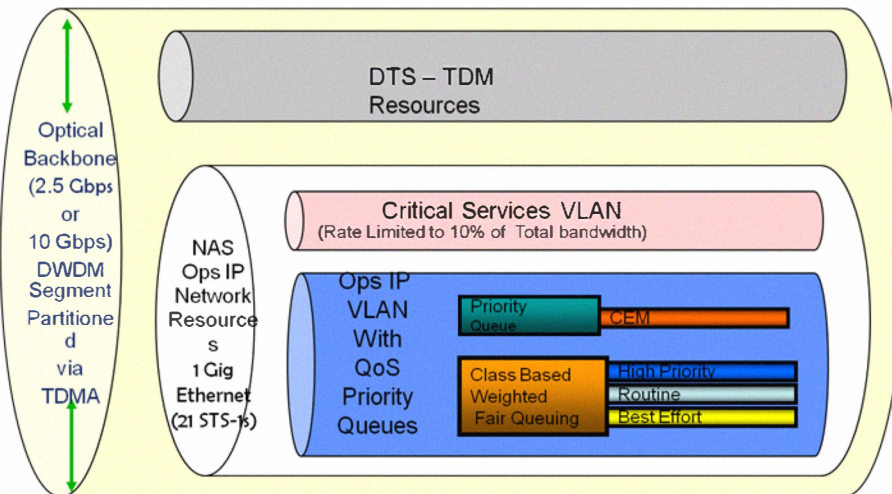 Optical
Backbone
(2.5 Gbps
or
10 Gbps)
DWDM
Segment
Partitione
d
via
TDMA
DTS – TDM
Resources
NAS
Ops IP
Network
Resource
s
1 Gig
Ethernet
(21 STS-1s)
Critical Services VLAN
(Rate Limited to 10% of Total bandwidth)
Ops IP
VLAN
With
QoS
Priority
Queues
Priority
Queue
CEM
Class Based
Weighted
Fair Queuing
High Priority
Routine
Best Effort